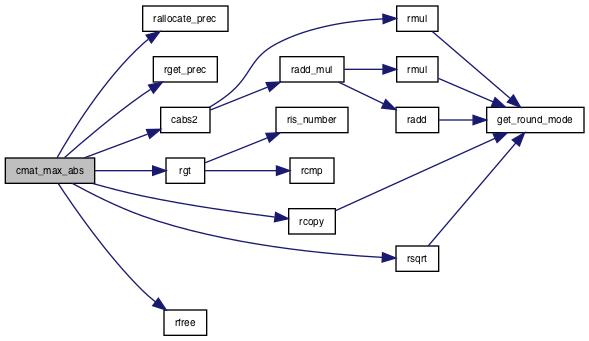 rallocate_prec
rmul
rget_prec
radd_mul
rmul
cabs2
ris_number
radd
get_round_mode
cmat_max_abs
rgt
rcmp
rcopy
rsqrt
rfree